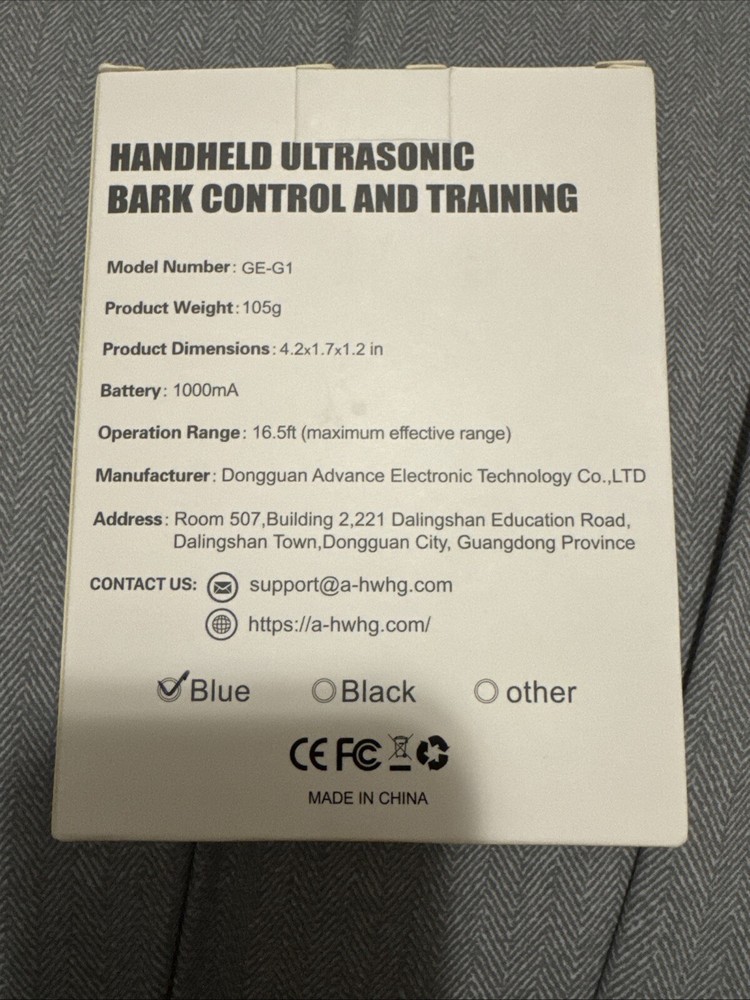 HANDHELD ULTRASONIC
BARK CONTROL AND TRAINING
Model Number: GE-G1
Product Weight:105g
Product Dimensions: 4.2x1.7x1.2 in
Battery: 1000mA
Operation Range: 16.5ft (maximum effective range)
Manufacturer: Dongguan Advance Electronic Technology Co.,LTD
Address: Room 507,Building 2,221 Dalingshan Education Road,
Dalingshan Town,Dongguan City, Guangdong Province
CONTACT US: support@a-hwhg.com
https://a-hwhg.com/
Blue Black other
CE FC
MADE IN CHINA